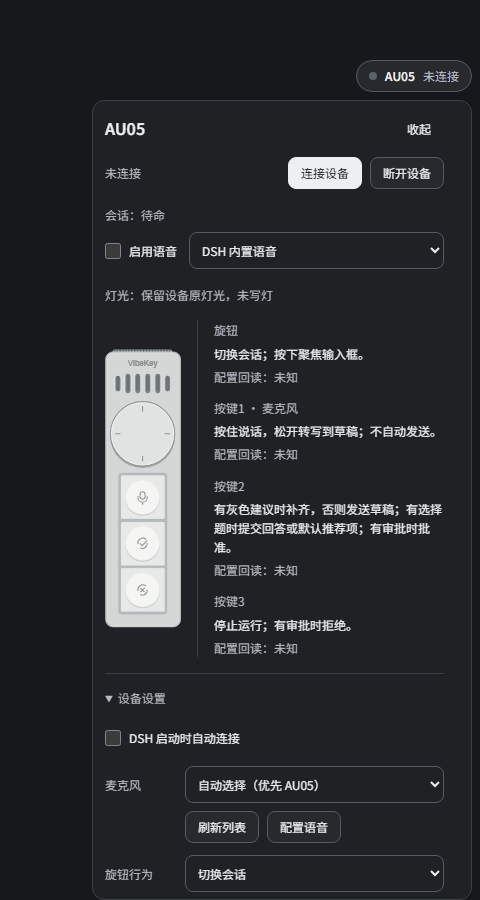 AU05 未连接
AU05
收起
未连接
连接设备
断开设备
会话：待命
启用语音
DSH 内置语音
灯光：保留设备原灯光，未写灯
VibeKey
旋钮
切换会话；按下聚焦输入框。
配置回读：未知
按键1 · 麦克风
按住说话，松开转写到草稿；不自动发送。
配置回读：未知
按键2
有灰色建议时补齐，否则发送草稿；有选择
题时提交回答或默认推荐项；有审批时批
准。
配置回读：未知
按键3
停止运行；有审批时拒绝。
配置回读：未知
▼ 设备设置
DSH 启动时自动连接
麦克风
自动选择（优先 AU05）
刷新列表
配置语音
旋钮行为
切换会话